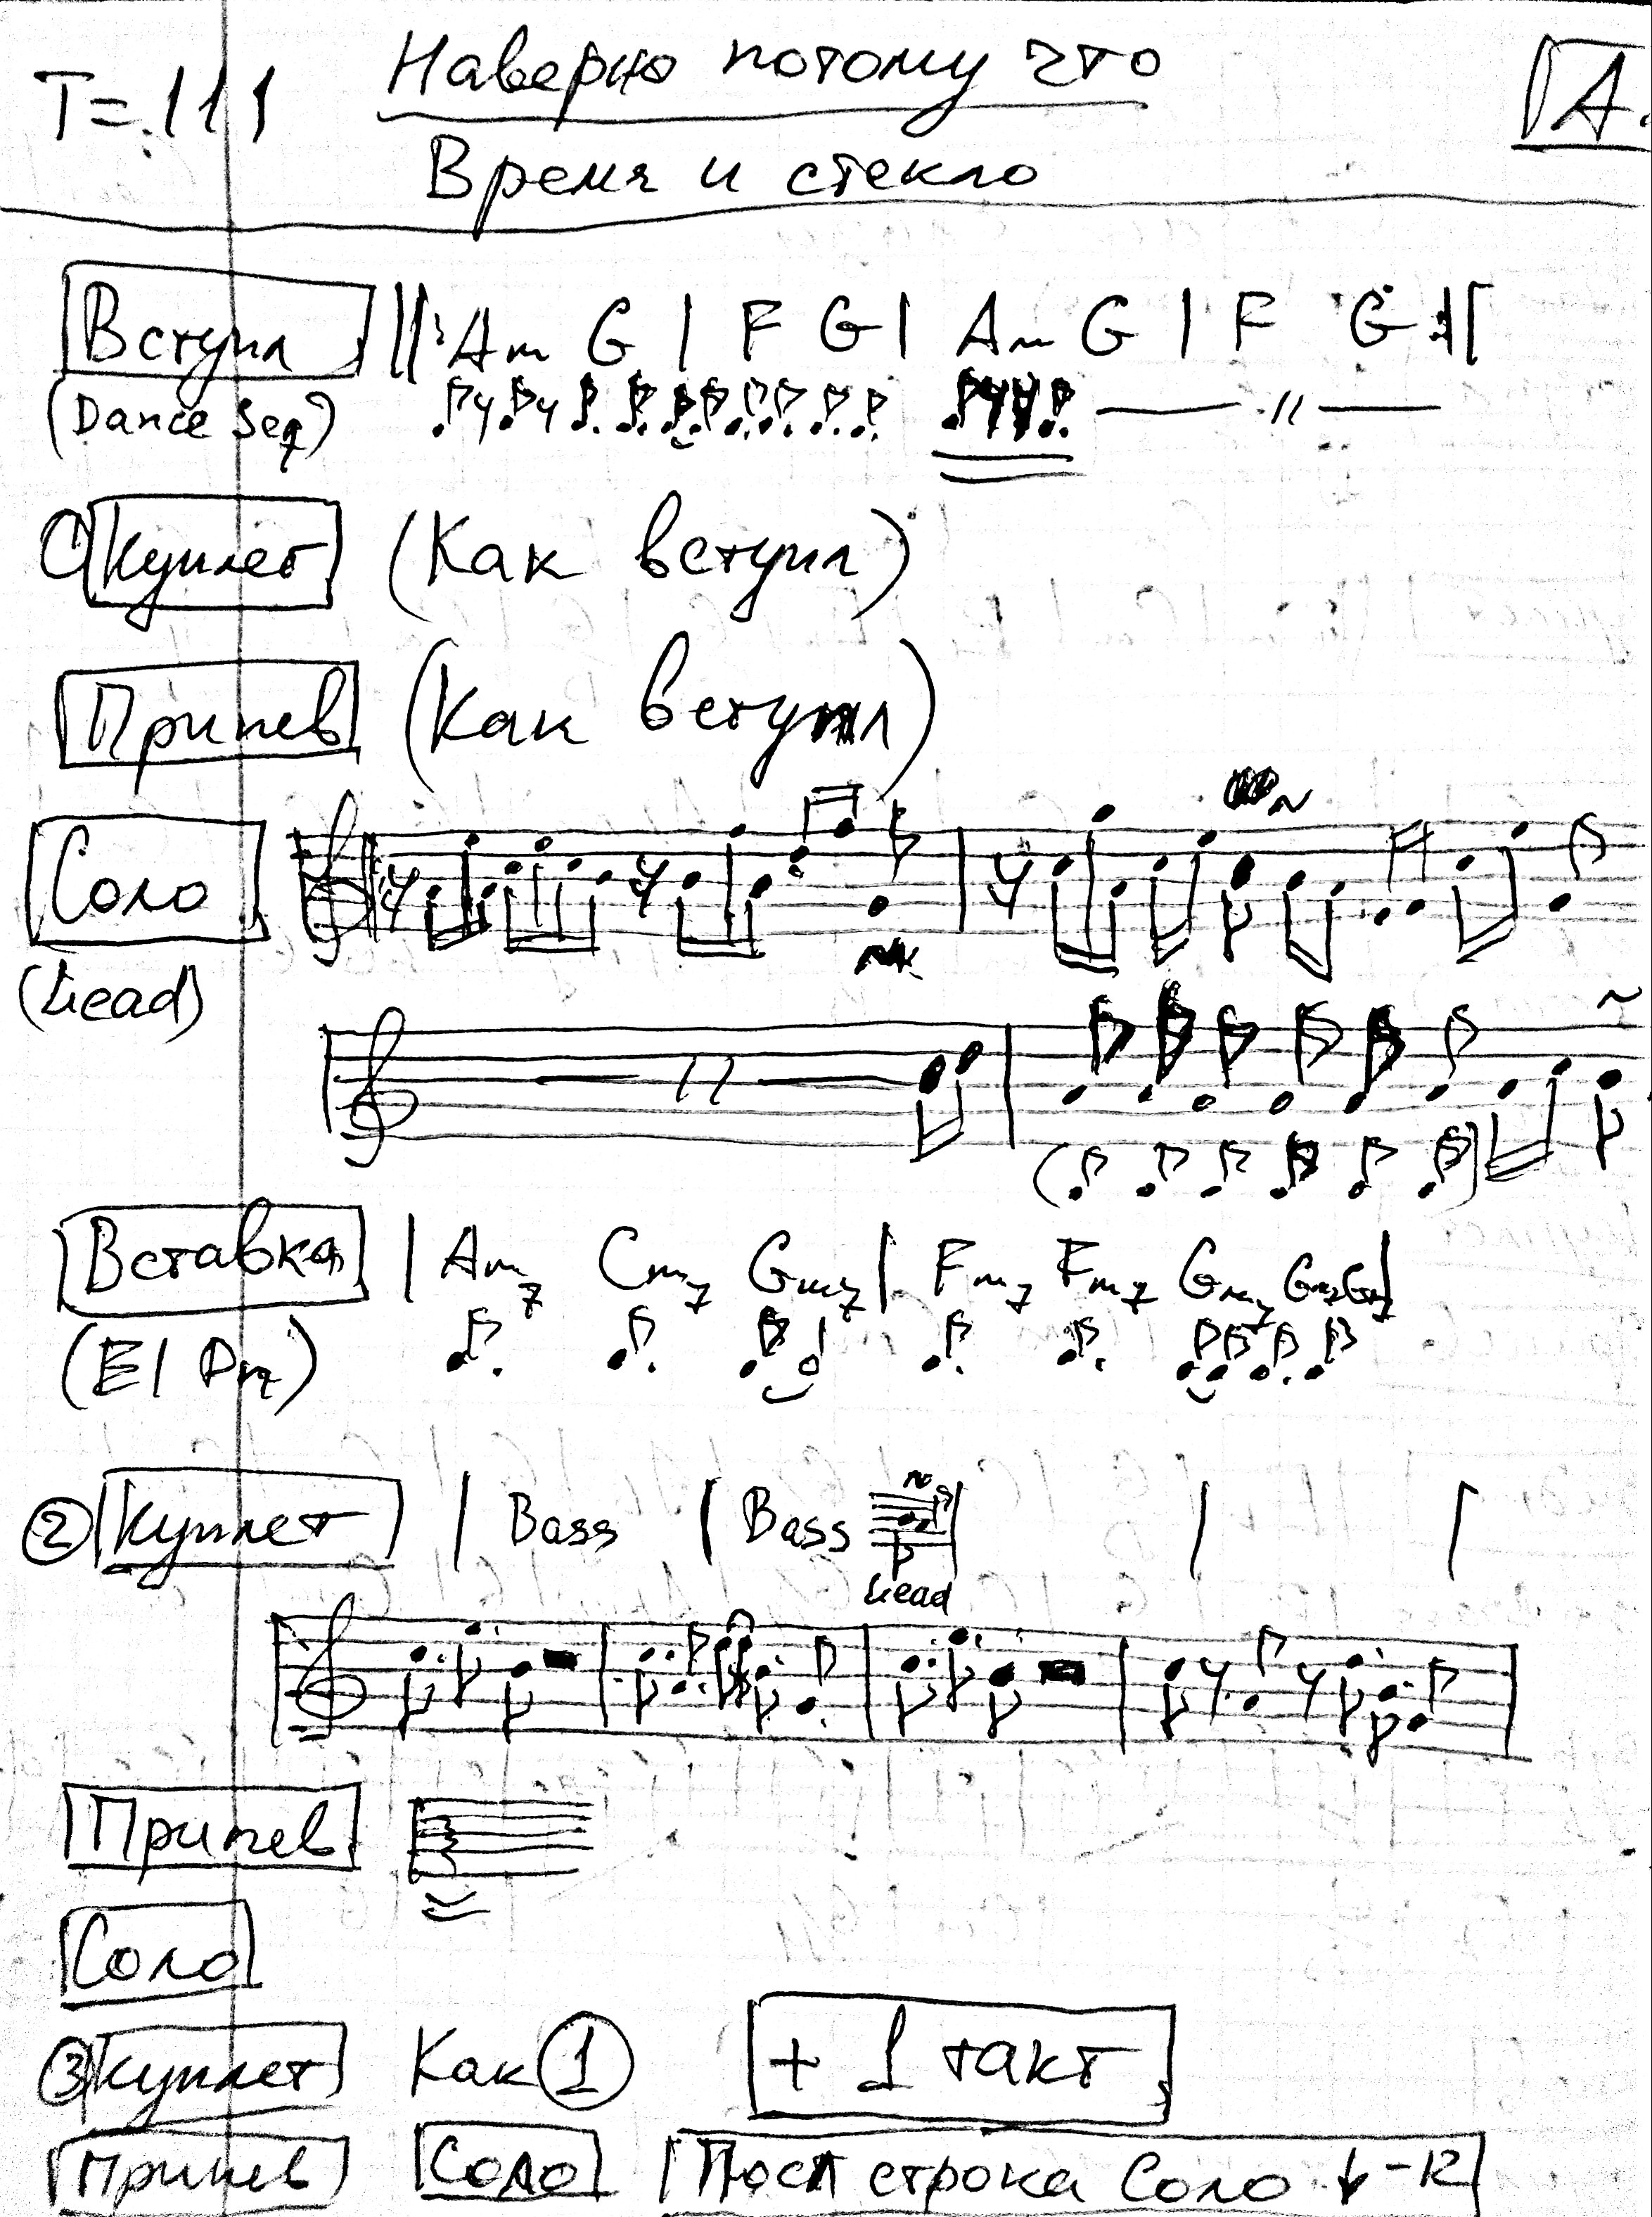 T=111 Наверно потому что А.
Время и стекло
Вступл ‖: Am G | F G | Am G | F G :‖
(Dance Seq)
① Куплет (Как вступл)
Припев (Как вступл)
Соло
(Lead)
Вставка | Am7 Cm7 Gm7 | Fm7 Fm7 Gm7 Gm7 Gm7 |
(El)
② Куплет | Bass | Bass | | |
Lead
Припев
Соло
③ Куплет Как ① + 1 такт
Припев Соло Посл строка Соло ↓ -12